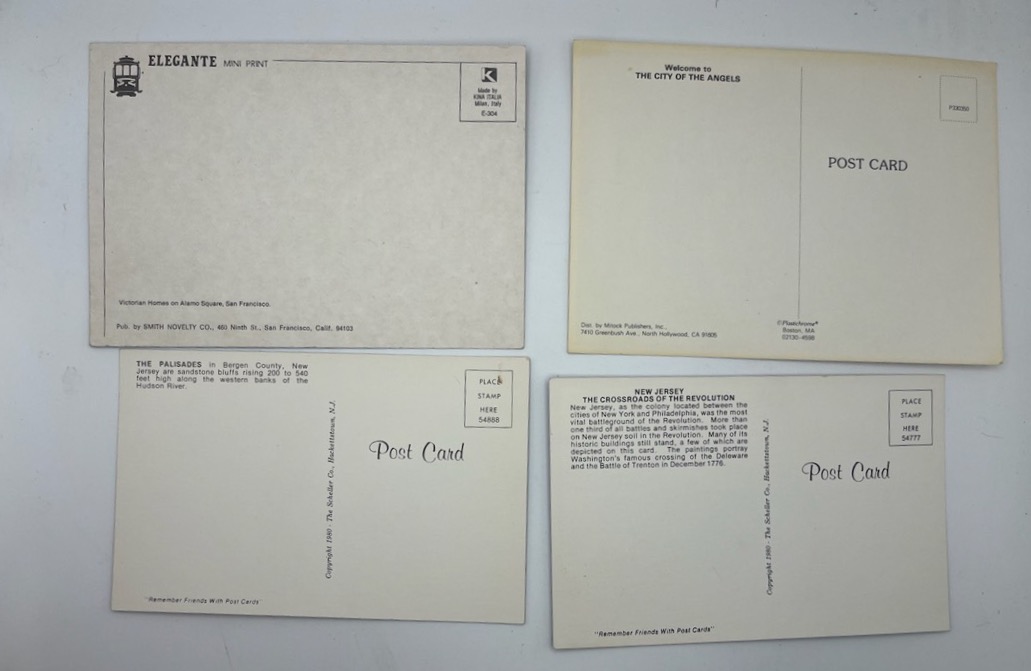 ELEGANTE MINI PRINT
K
Made by
KINA ITALIA
Milan, Italy
E-304
Victorian Homes on Alamo Square, San Francisco.
Pub. by SMITH NOVELTY CO., 460 Ninth St., San Francisco, Calif. 94103
Welcome to
THE CITY OF THE ANGELS
P330350
POST CARD
Dist. by Mitock Publishers, Inc.,
7410 Greenbush Ave., North Hollywood, CA 91605
©Plastichrome®
Boston, MA
02130-4598
THE PALISADES in Bergen County, New
Jersey are sandstone bluffs rising 200 to 540
feet high along the western banks of the
Hudson River.
PLACE
STAMP
HERE
54888
Post Card
Copyright 1980 - The Scheller Co., Hackettstown, N.J.
"Remember Friends With Post Cards"
NEW JERSEY
THE CROSSROADS OF THE REVOLUTION
New Jersey, as the colony located between the
cities of New York and Philadelphia, was the most
vital battleground of the Revolution. More than
one third of all battles and skirmishes took place
on New Jersey soil in the Revolution. Many of its
historic buildings still stand, a few of which are
depicted on this card. The paintings portray
Washington's famous crossing of the Deleware
and the Battle of Trenton in December 1776.
PLACE
STAMP
HERE
54777
Post Card
Copyright 1980 - The Scheller Co., Hackettstown, N.J.
"Remember Friends With Post Cards"